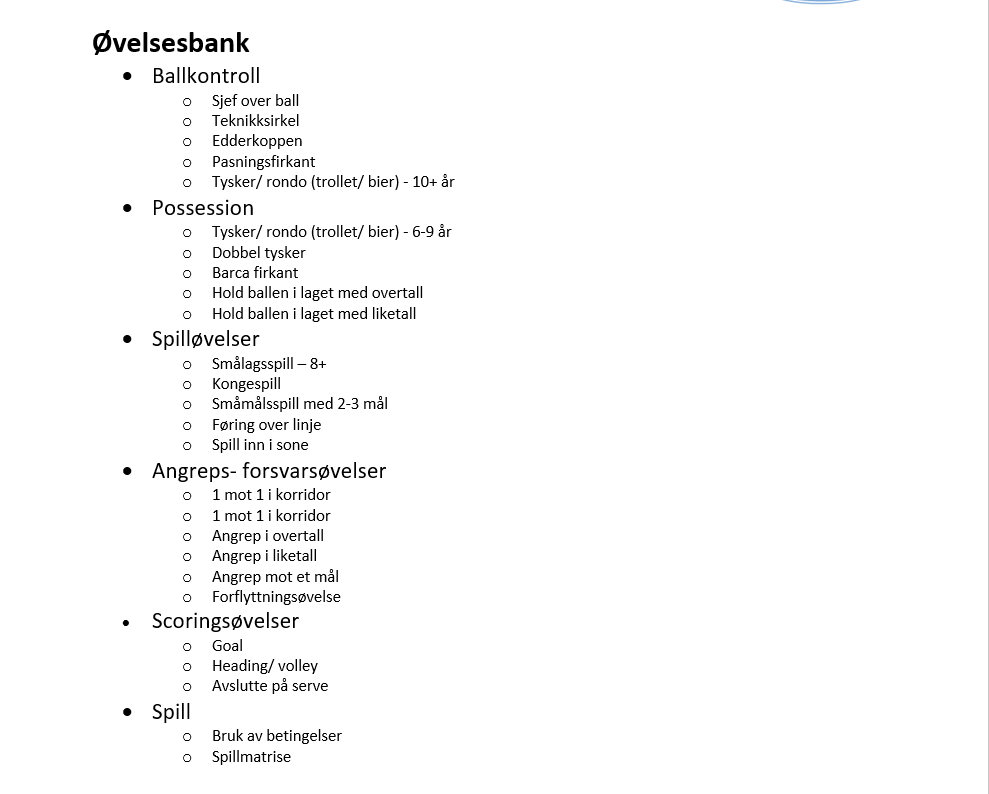 Øvelsesbank
Ballkontroll
Sjef over ball
Teknikksirkel
Edderkoppen
Pasningsfirkant
Tysker/ rondo (trollet/ bier) - 10+ år
Possession
Tysker/ rondo (trollet/ bier) - 6-9 år
Dobbel tysker
Barca firkant
Hold ballen i laget med overtall
Hold ballen i laget med liketall
Spilløvelser
Smålagsspill – 8+
Kongespill
Småmålsspill med 2-3 mål
Føring over linje
Spill inn i sone
Angreps- forsvarsøvelser
1 mot 1 i korridor
1 mot 1 i korridor
Angrep i overtall
Angrep i liketall
Angrep mot et mål
Forflyttningsøvelse
Scoringsøvelser
Goal
Heading/ volley
Avslutte på serve
Spill
Bruk av betingelser
Spillmatrise